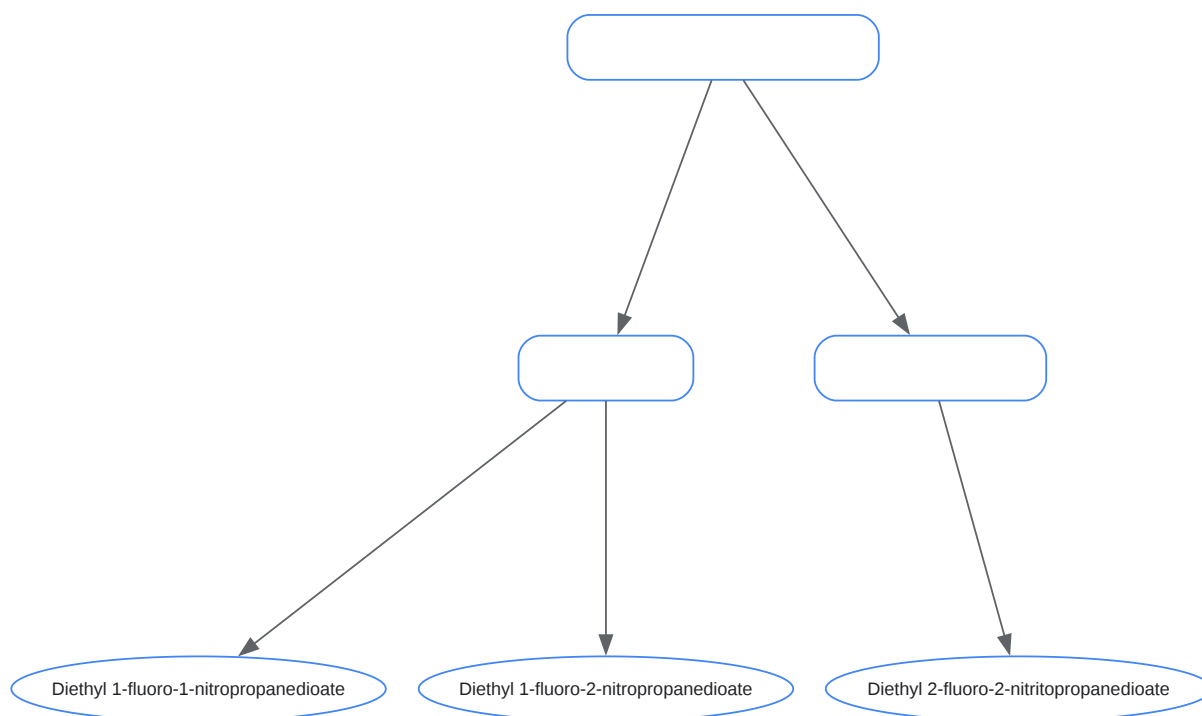 Diethyl 1-fluoro-1-nitropropanedioate
Diethyl 1-fluoro-2-nitropropanedioate
Diethyl 2-fluoro-2-nitritopropanedioate